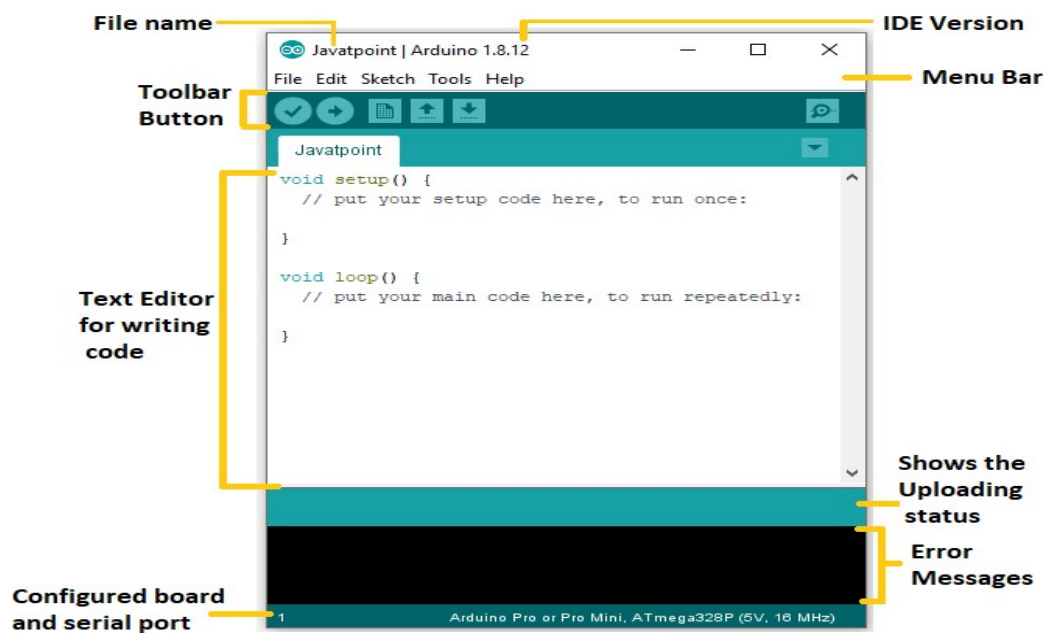 File name
IDE Version
Javatpoint | Arduino 1.8.12
File Edit Sketch Tools Help
Menu Bar
Toolbar
Button
Javatpoint
void setup() {
// put your setup code here, to run once:
}
void loop() {
// put your main code here, to run repeatedly:
}
Text Editor
for writing
code
Shows the
Uploading
status
Error
Messages
Configured board
and serial port
1
Arduino Pro or Pro Mini, ATmega328P (5V, 16 MHz)